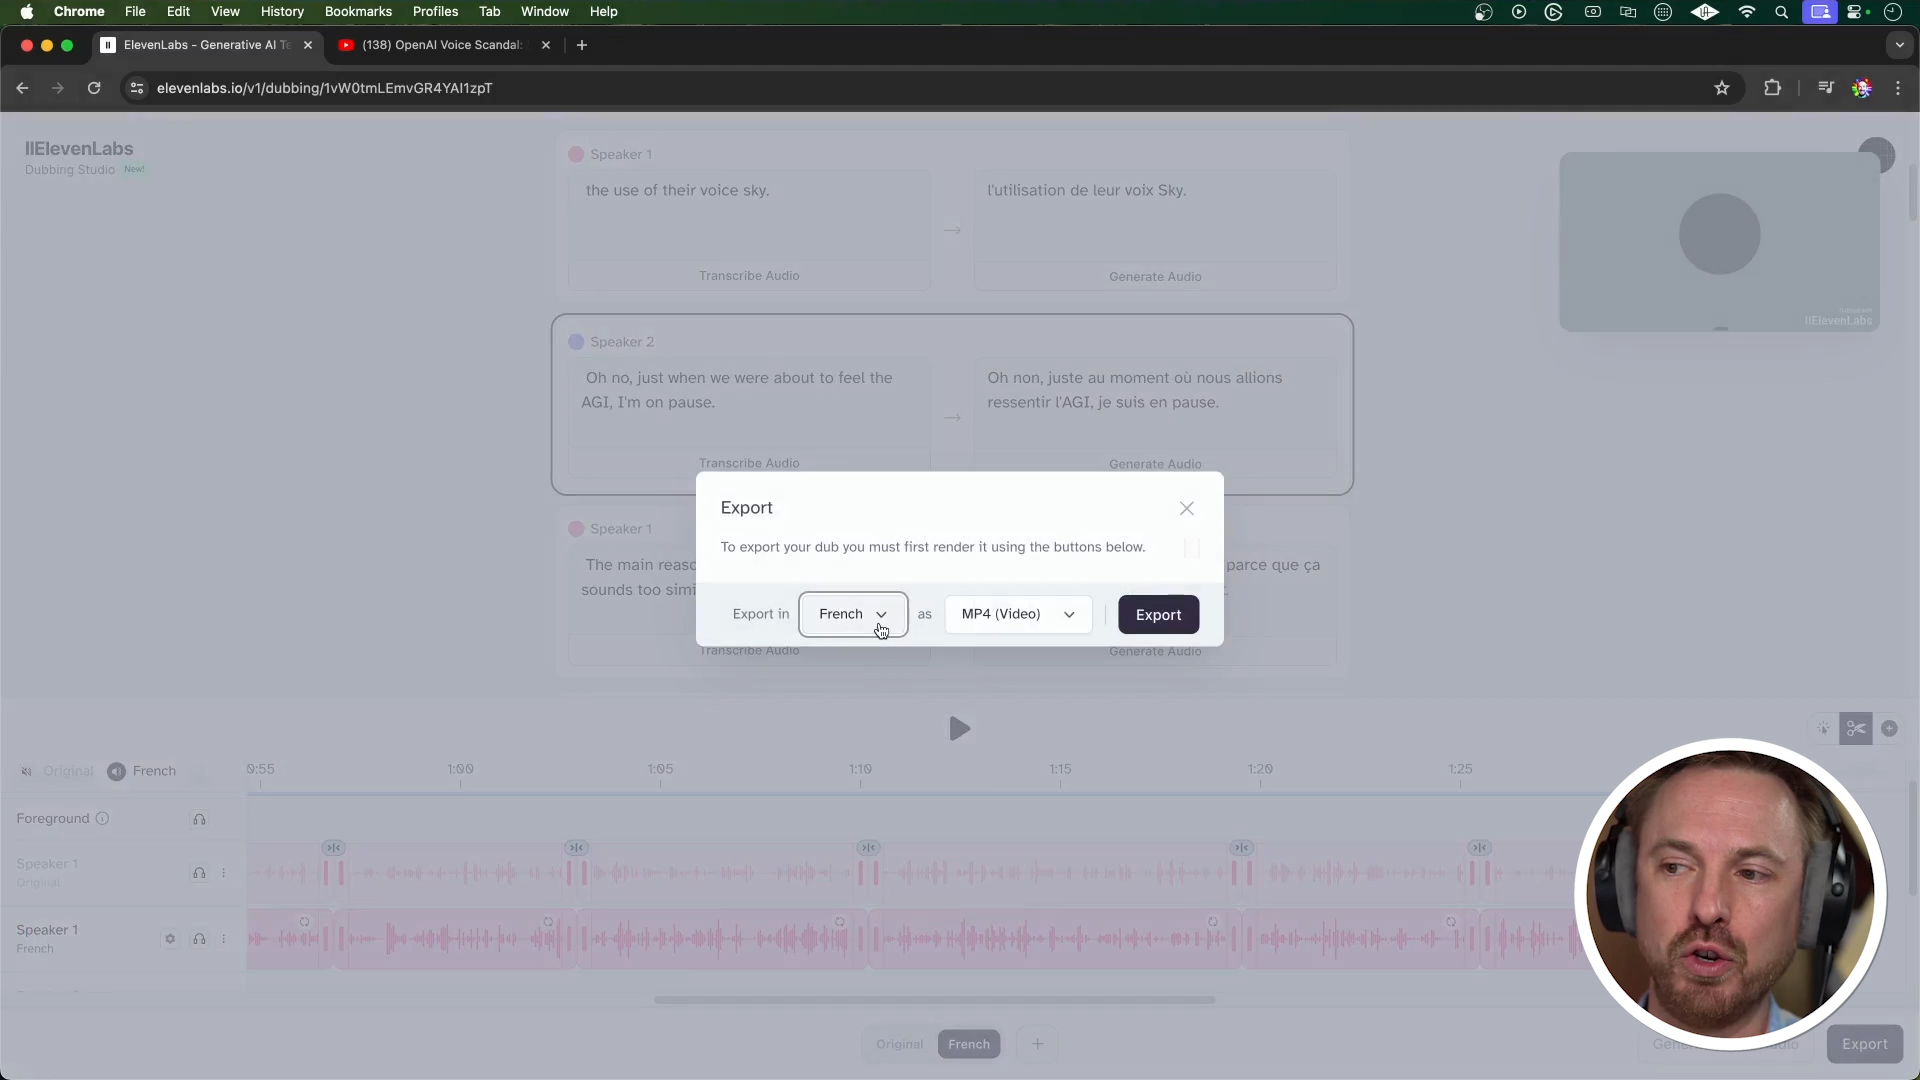 Chrome File Edit View History Bookmarks Profiles Tab Window Help
ElevenLabs - Generative AI Te
(138) OpenAI Voice Scandal:
elevenlabs.io/v1/dubbing/1vW0tmLEmvGR4YAI1zpT
IIElevenLabs
Dubbing Studio New!
Speaker 1
the use of their voice sky.
l'utilisation de leur voix Sky.
Transcribe Audio
Generate Audio
IIElevenLabs
Speaker 2
Oh no, just when we were about to feel the
AGI, I'm on pause.
Oh non, juste au moment où nous allions
ressentir l'AGI, je suis en pause.
Transcribe Audio
Generate Audio
Export
To export your dub you must first render it using the buttons below.
Export in French as MP4 (Video) Export
Speaker 1
The main reaso
sounds too simi
parce que ça
Transcribe Audio
Generate Audio
Original French
0:55 1:00 1:05 1:10 1:15 1:20 1:25
Foreground
Speaker 1
Original
Speaker 1
French
Original French +
Export